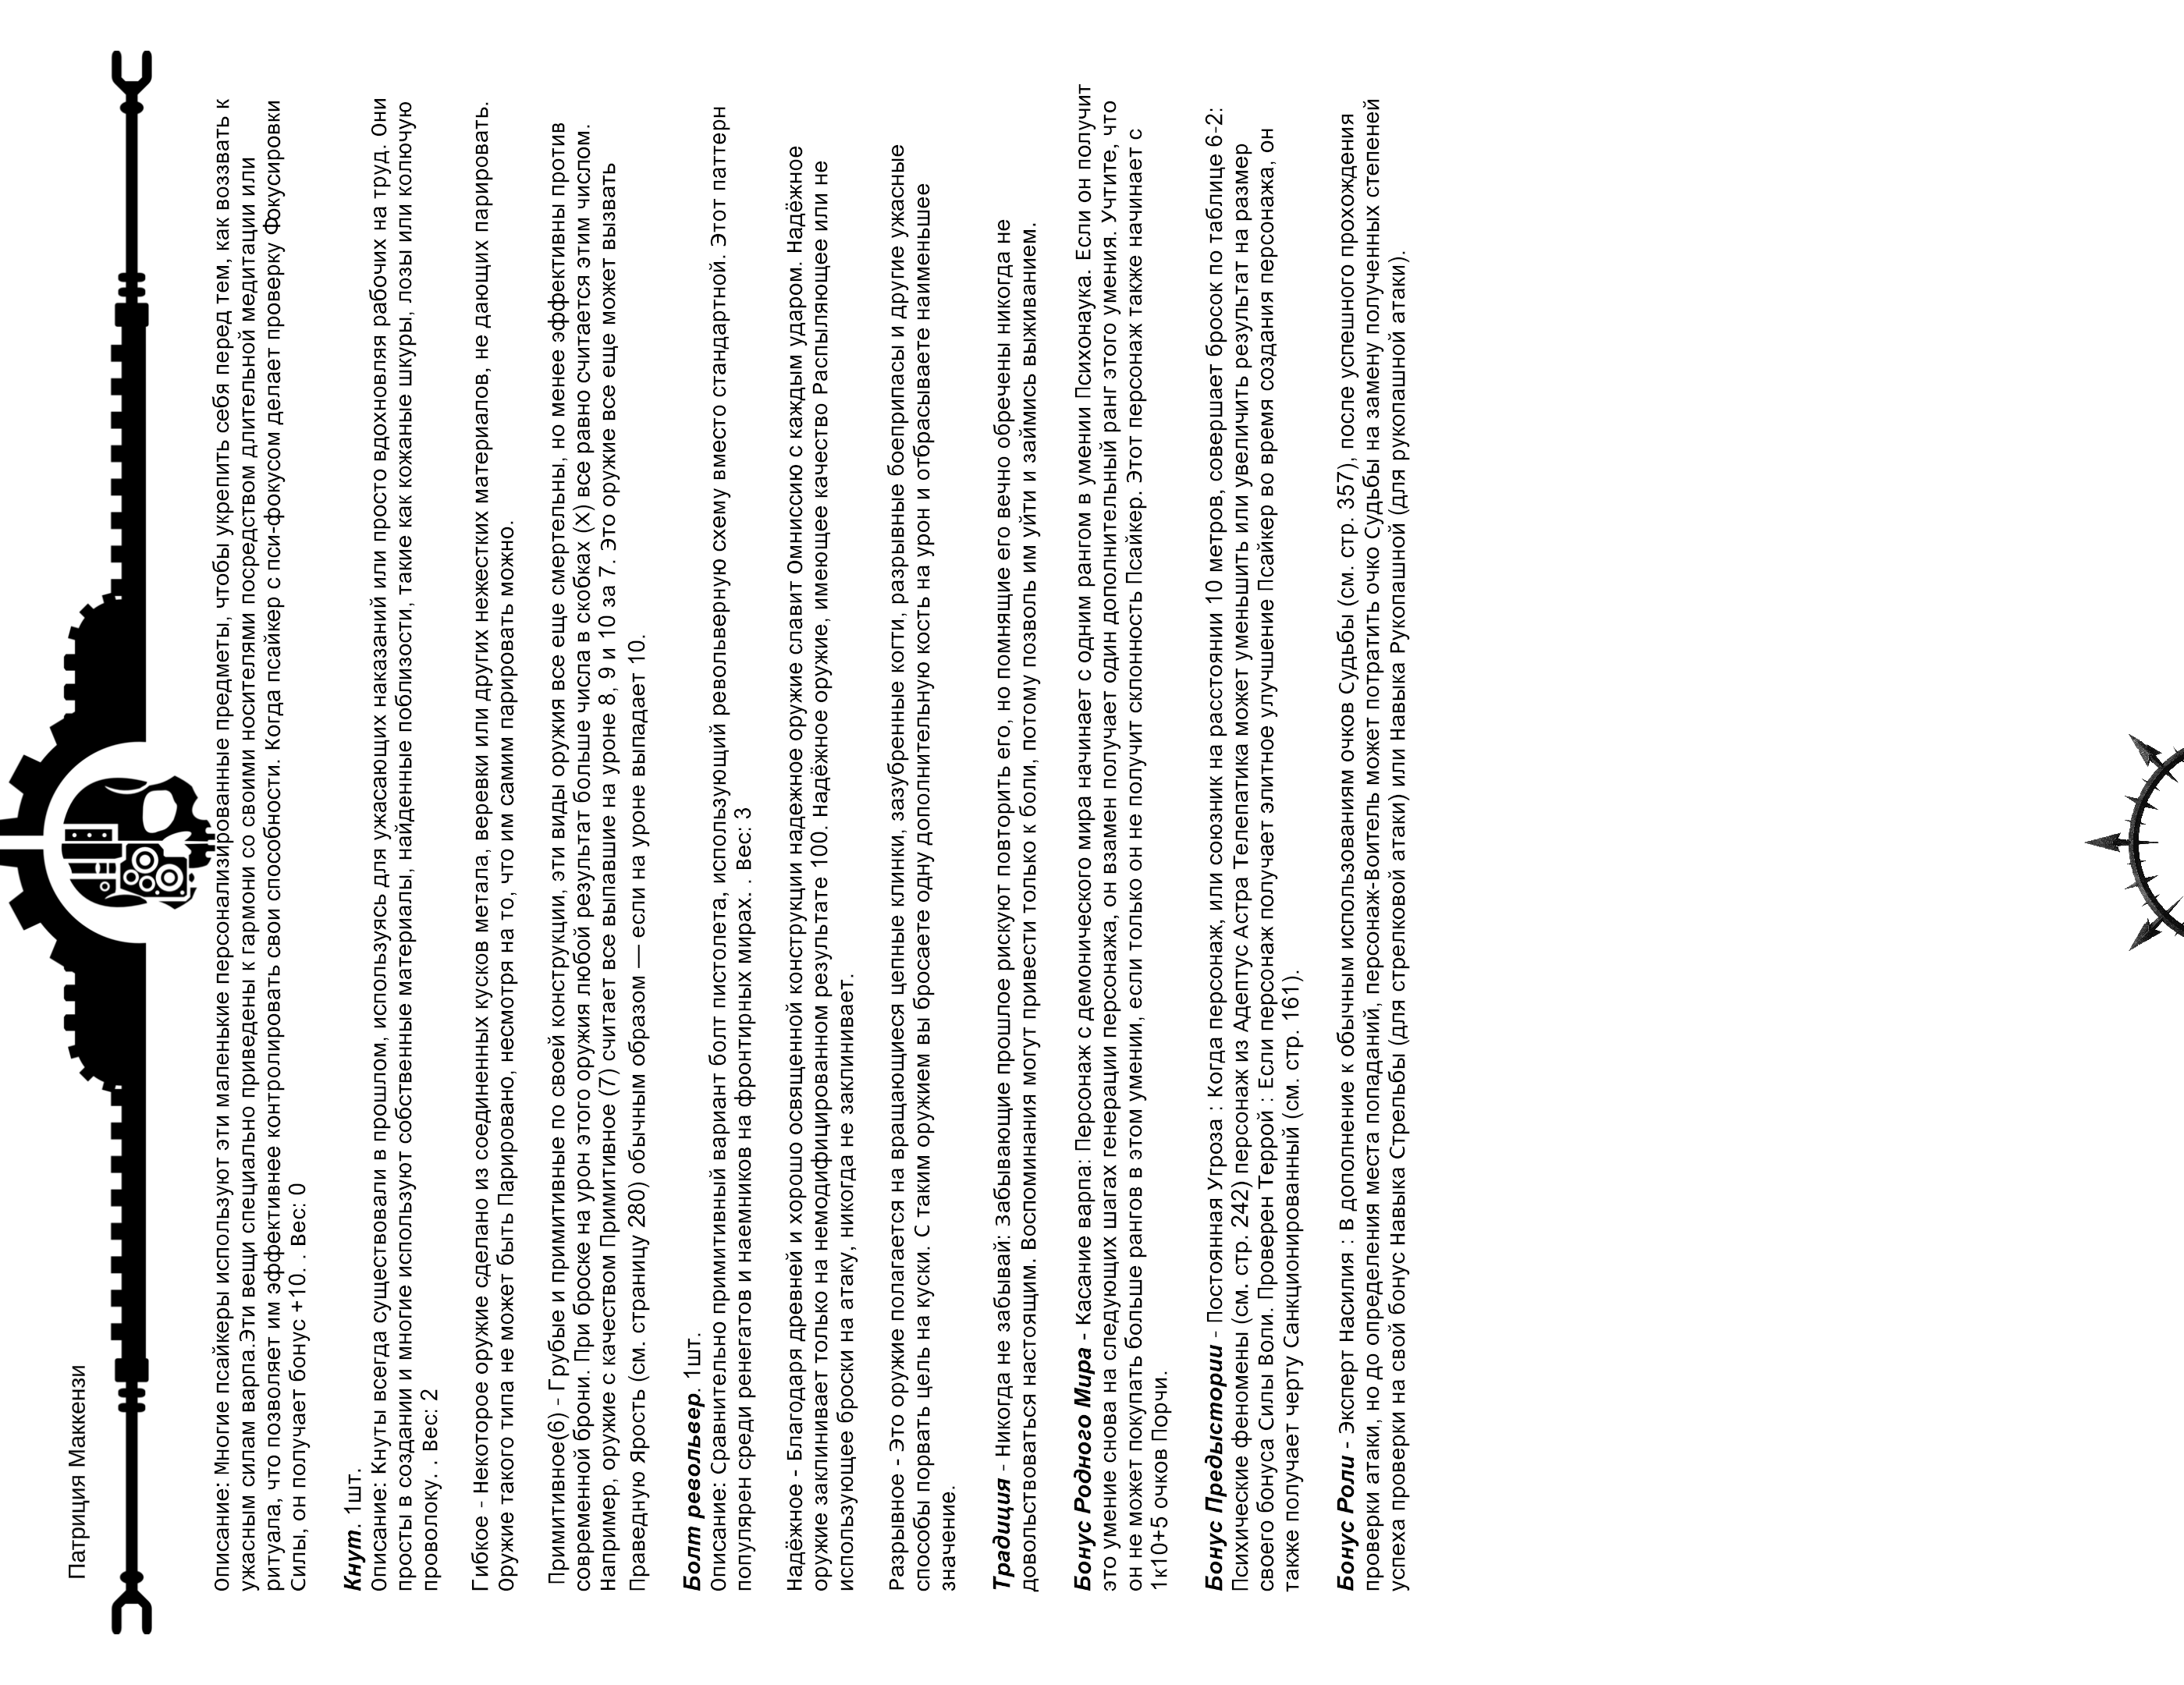 Патриция Маккензи
Описание: Многие псайкеры используют эти маленькие персонализированные предметы, чтобы укрепить себя перед тем, как воззвать к
ужасным силам варпа.Эти вещи специально приведены к гармонии со своими носителями посредством длительной медитации или
ритуала, что позволяет им эффективнее контролировать свои способности. Когда псайкер с пси-фокусом делает проверку Фокусировки
Силы, он получает бонус +10. . Вес: 0
Кнут. 1шт.
Описание: Кнуты всегда существовали в прошлом, используясь для ужасающих наказаний или просто вдохновляя рабочих на труд. Они
просты в создании и многие используют собственные материалы, найденные поблизости, такие как кожаные шкуры, лозы или колючую
проволоку. . Вес: 2
Гибкое - Некоторое оружие сделано из соединенных кусков метала, веревки или других нежестких материалов, не дающих парировать.
Оружие такого типа не может быть Парировано, несмотря на то, что им самим парировать можно.
Примитивное(6) - Грубые и примитивные по своей конструкции, эти виды оружия все еще смертельны, но менее эффективны против
современной брони. При броске на урон этого оружия любой результат больше числа в скобках (X) все равно считается этим числом.
Например, оружие с качеством Примитивное (7) считает все выпавшие на уроне 8, 9 и 10 за 7. Это оружие все еще может вызвать
Праведную Ярость (см. страницу 280) обычным образом — если на уроне выпадает 10.
Болт револьвер. 1шт.
Описание: Сравнительно примитивный вариант болт пистолета, использующий револьверную схему вместо стандартной. Этот паттерн
популярен среди ренегатов и наемников на фронтирных мирах. . Вес: 3
Надёжное - Благодаря древней и хорошо освященной конструкции надежное оружие славит Омниссию с каждым ударом. Надёжное
оружие заклинивает только на немодифицированном результате 100. Надёжное оружие, имеющее качество Распыляющее или не
использующее броски на атаку, никогда не заклинивает.
Разрывное - Это оружие полагается на вращающиеся цепные клинки, зазубренные когти, разрывные боеприпасы и другие ужасные
способы порвать цель на куски. С таким оружием вы бросаете одну дополнительную кость на урон и отбрасываете наименьшее
значение.
Традиция - Никогда не забывай: Забывающие прошлое рискуют повторить его, но помнящие его вечно обречены никогда не
довольствоваться настоящим. Воспоминания могут привести только к боли, потому позволь им уйти и займись выживанием.
Бонус Родного Мира - Касание варпа: Персонаж с демонического мира начинает с одним рангом в умении Психонаука. Если он получит
это умение снова на следующих шагах генерации персонажа, он взамен получает один дополнительный ранг этого умения. Учтите, что
он не может покупать больше рангов в этом умении, если только он не получит склонность Псайкер. Этот персонаж также начинает с
1к10+5 очков Порчи.
Бонус Предыстории - Постоянная Угроза : Когда персонаж, или союзник на расстоянии 10 метров, совершает бросок по таблице 6-2:
Психические феномены (см. стр. 242) персонаж из Адептус Астра Телепатика может уменьшить или увеличить результат на размер
своего бонуса Силы Воли. Проверен Террой : Если персонаж получает элитное улучшение Псайкер во время создания персонажа, он
также получает черту Санкционированный (см. стр. 161).
Бонус Роли - Эксперт Насилия : В дополнение к обычным использованиям очков Судьбы (см. стр. 357), после успешного прохождения
проверки атаки, но до определения места попаданий, персонаж-Воитель может потратить очко Судьбы на замену полученных степеней
успеха проверки на свой бонус Навыка Стрельбы (для стрелковой атаки) или Навыка Рукопашной (для рукопашной атаки).